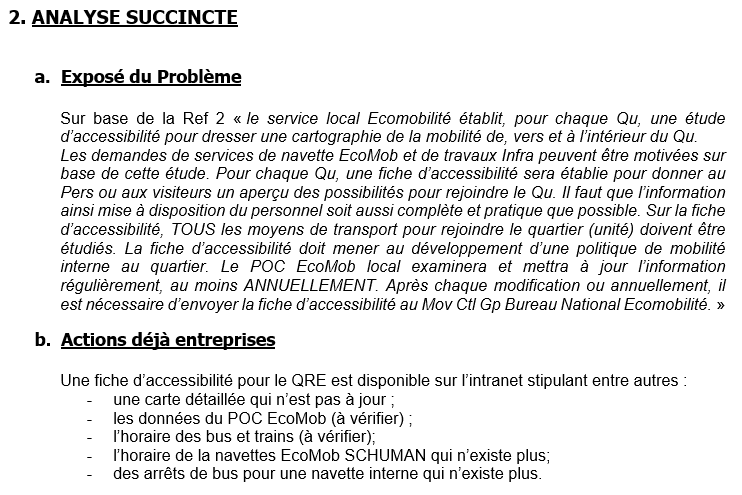 2. ANALYSE SUCCINCTE
a. Exposé du Problème
Sur base de la Ref 2 « le service local Ecomobilité établit, pour chaque Qu, une étude
d’accessibilité pour dresser une cartographie de la mobilité de, vers et à l’intérieur du Qu.
Les demandes de services de navette EcoMob et de travaux Infra peuvent être motivées sur
base de cette étude. Pour chaque Qu, une fiche d’accessibilité sera établie pour donner au
Pers ou aux visiteurs un aperçu des possibilités pour rejoindre le Qu. Il faut que l’information
ainsi mise à disposition du personnel soit aussi complète et pratique que possible. Sur la fiche
d’accessibilité, TOUS les moyens de transport pour rejoindre le quartier (unité) doivent être
étudiés. La fiche d’accessibilité doit mener au développement d’une politique de mobilité
interne au quartier. Le POC EcoMob local examinera et mettra à jour l’information
régulièrement, au moins ANNUELLEMENT. Après chaque modification ou annuellement, il
est nécessaire d’envoyer la fiche d’accessibilité au Mov Ctl Gp Bureau National Ecomobilité. »
b. Actions déjà entreprises
Une fiche d’accessibilité pour le QRE est disponible sur l’intranet stipulant entre autres :
- une carte détaillée qui n’est pas à jour ;
- les données du POC EcoMob (à vérifier) ;
- l’horaire des bus et trains (à vérifier);
- l’horaire de la navettes EcoMob SCHUMAN qui n’existe plus;
- des arrêts de bus pour une navette interne qui n’existe plus.